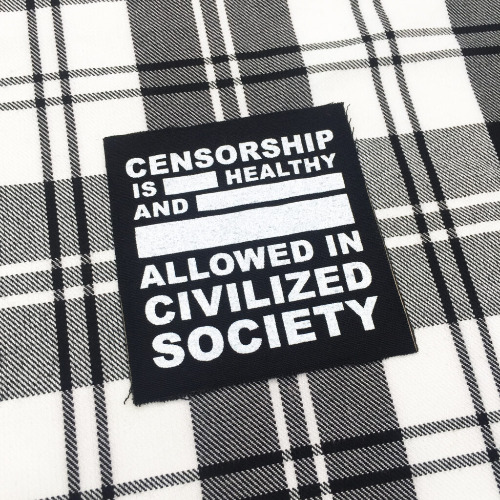 CENSORSHIP
IS HEALTHY
AND
ALLOWED IN
CIVILIZED
SOCIETY